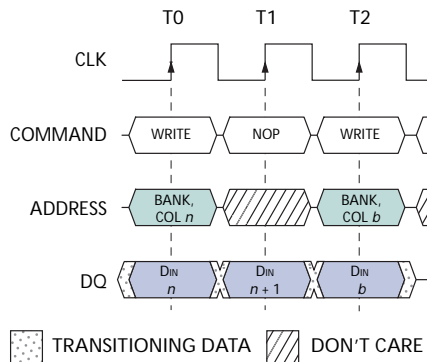 T0 T1 T2
CLK
COMMAND WRITE NOP WRITE
ADDRESS BANK, COL n BANK, COL b
DQ DIN n DIN n + 1 DIN b
TRANSITIONING DATA DON'T CARE